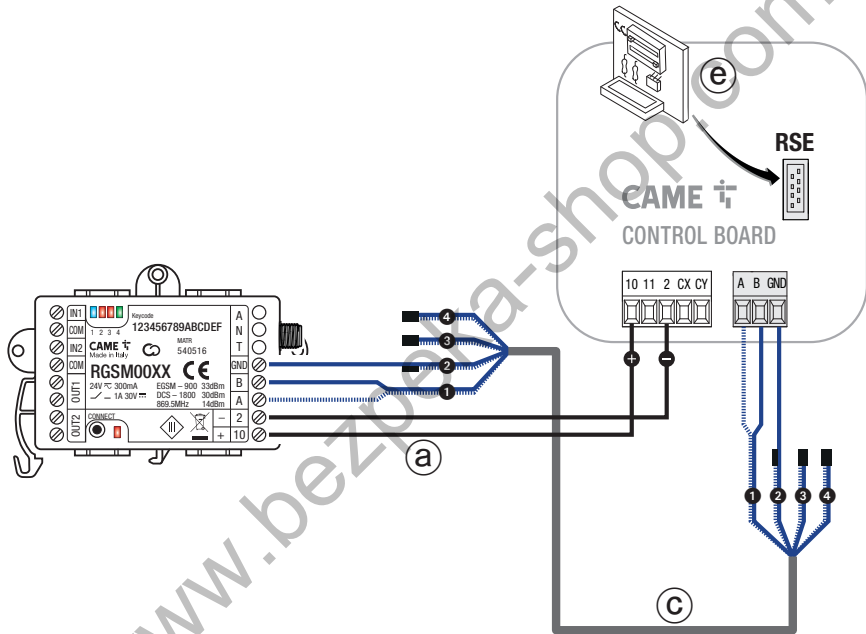 e
RSE
CAME
CONTROL BOARD
10 11 2 CX CY
A B GND
+
−
IN1
COM
IN2
COM
OUT1
OUT2
1 2 3 4
Keycode
123456789ABCDEF
CAME
Made in Italy
MATR
540516
RGSM00XX CE
24V 300mA
1A 30V
EGSM – 900 33dBm
DCS – 1800 30dBm
869.5MHz 14dBm
CONNECT
A
N
T
GND
B
A
– 2
+ 10
4
3
2
1
a
1 2 3 4
c
www.bezpeka-shop.com